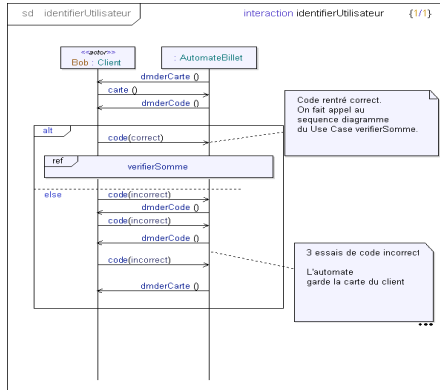 sd identifierUtilisateur
interaction identifierUtilisateur {1/1}
<<actor>>
Bob : Client
: AutomateBillet
dmderCarte ()
carte ()
dmderCode ()
Code rentré correct.
On fait appel au
sequence diagramme
du Use Case verifierSomme.
alt
code(correct)
ref
verifierSomme
else
code(incorrect)
dmderCode ()
code(incorrect)
dmderCode ()
3 essais de code incorrect
code(incorrect)
L'automate
garde la carte du client
dmderCarte ()